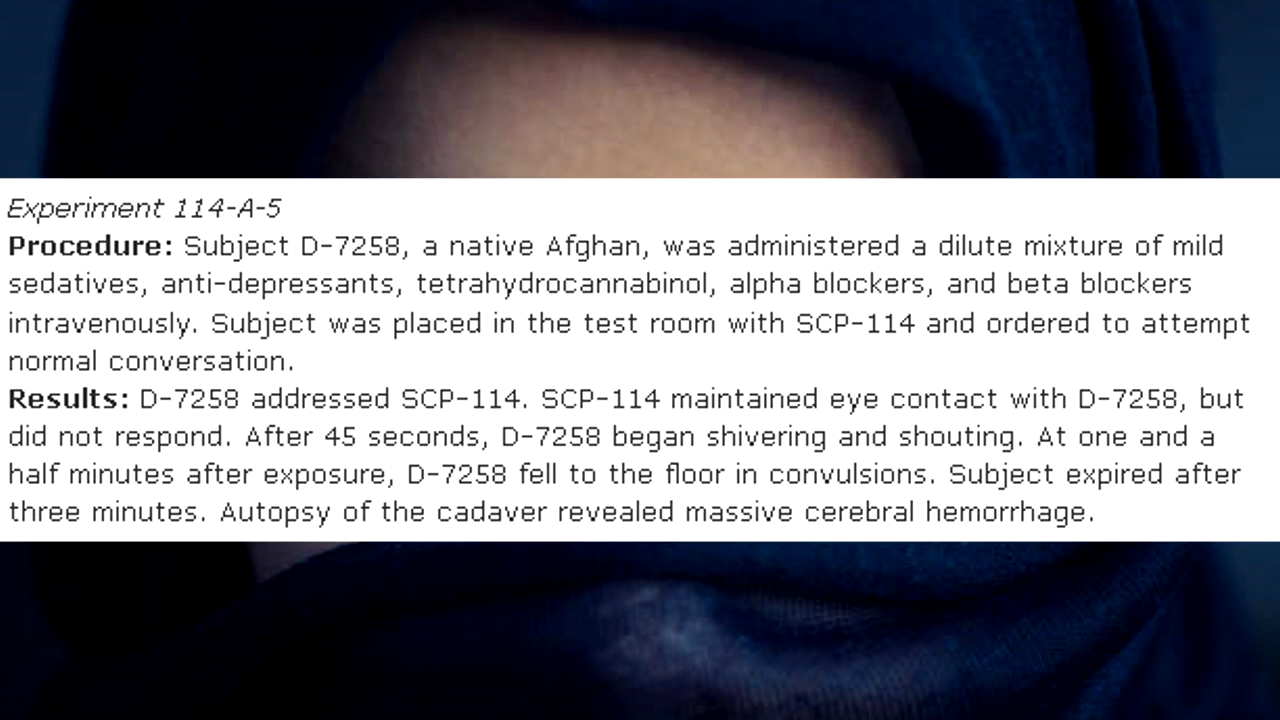 Experiment 114-A-5
Procedure: Subject D-7258, a native Afghan, was administered a dilute mixture of mild
sedatives, anti-depressants, tetrahydrocannabinol, alpha blockers, and beta blockers
intravenously. Subject was placed in the test room with SCP-114 and ordered to attempt
normal conversation.
Results: D-7258 addressed SCP-114. SCP-114 maintained eye contact with D-7258, but
did not respond. After 45 seconds, D-7258 began shivering and shouting. At one and a
half minutes after exposure, D-7258 fell to the floor in convulsions. Subject expired after
three minutes. Autopsy of the cadaver revealed massive cerebral hemorrhage.